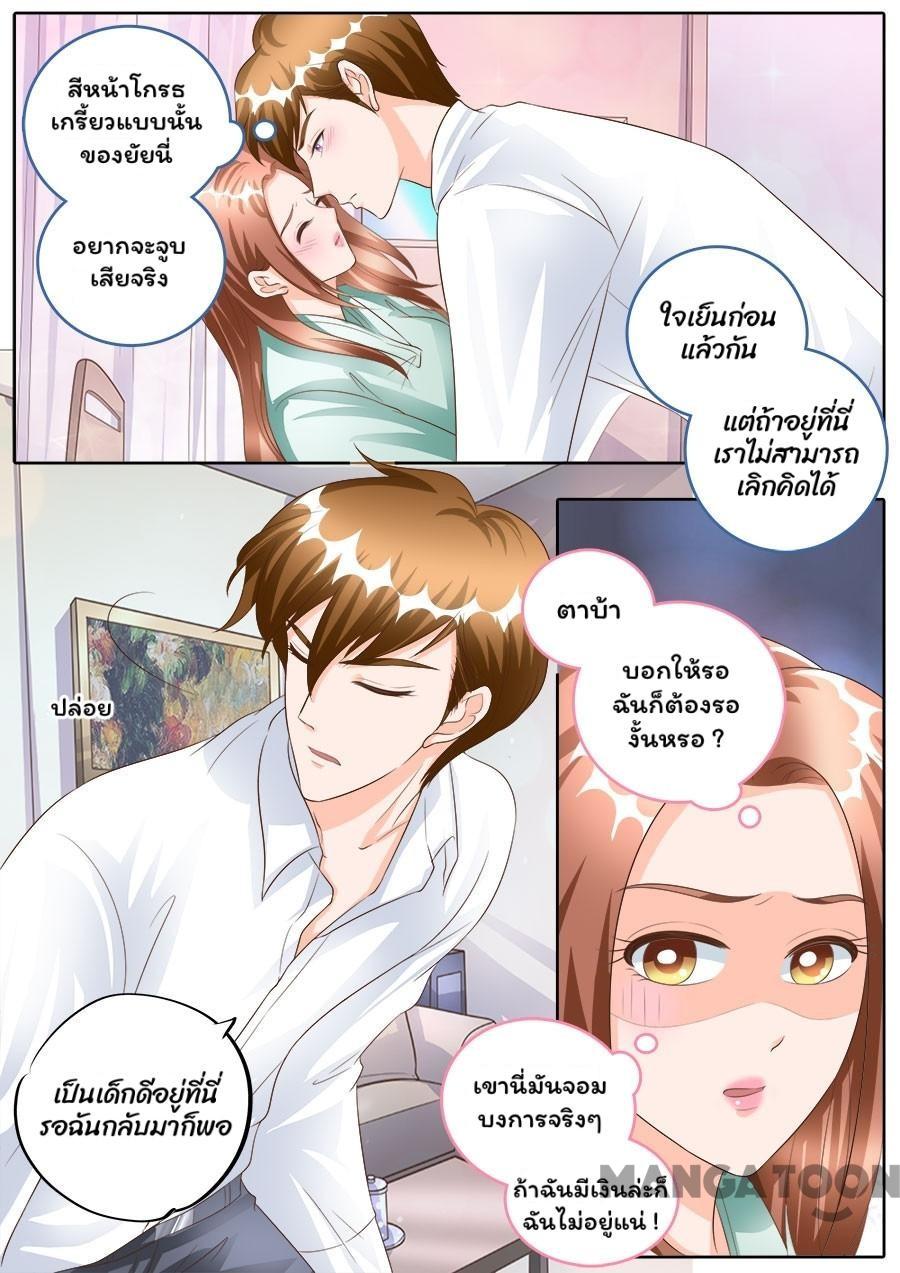 สีหน้าโกรธ
เกรี้ยวแบบนั้น
ของยัยนี่
อยากจะจูบ
เสียจริง
ใจเย็นก่อน
แล้วกัน
แต่ถ้าอยู่ที่นี่
เราไม่สามารถ
เลิกคิดได้
ตาบ้า
บอกให้รอ
ฉันก็ต้องรอ
งั้นหรอ ?
ปล่อย
เป็นเด็กดีอยู่ที่นี่
รอฉันกลับมาก็พอ
เขานี่มันจอม
บงการจริงๆ
ถ้าฉันมีเงินล่ะก็
ฉันไม่อยู่แน่ !
MANGATOON